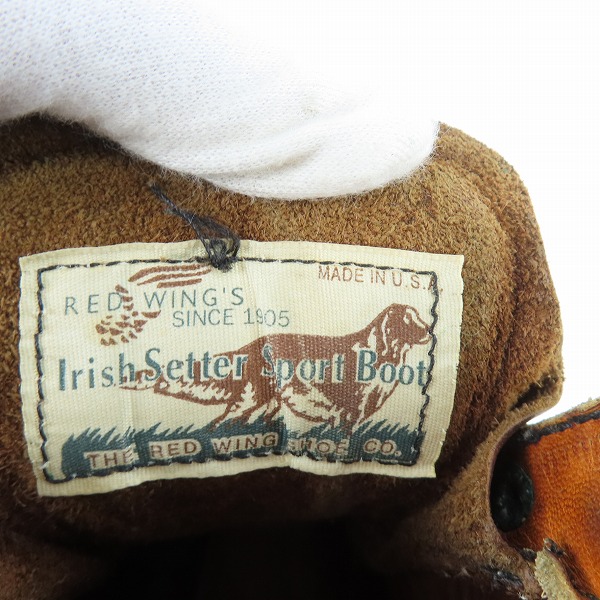 MADE IN U.S.A.
RED WING'S
SINCE 1905
Irish Setter Sport Boot
THE RED WING SHOE CO.